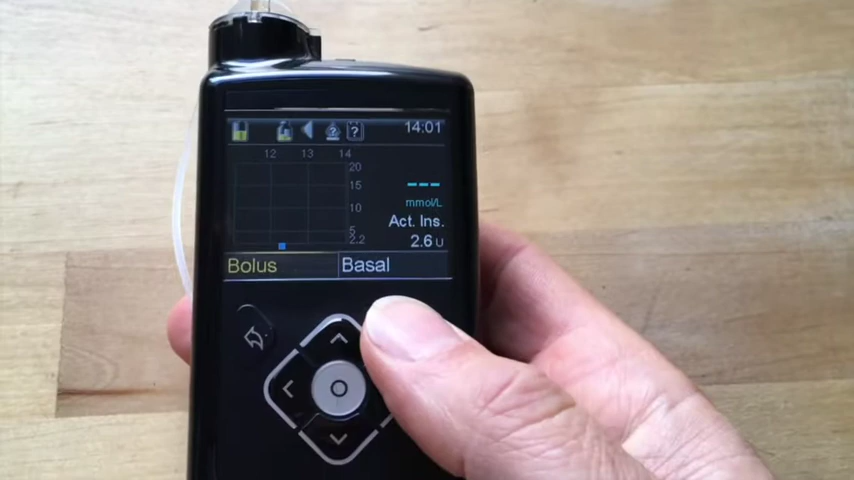 ? ? 14:01
12 13 14
20
15 ---
mmol/L
10
Act. Ins.
5
2.2
2.6 U
Bolus Basal